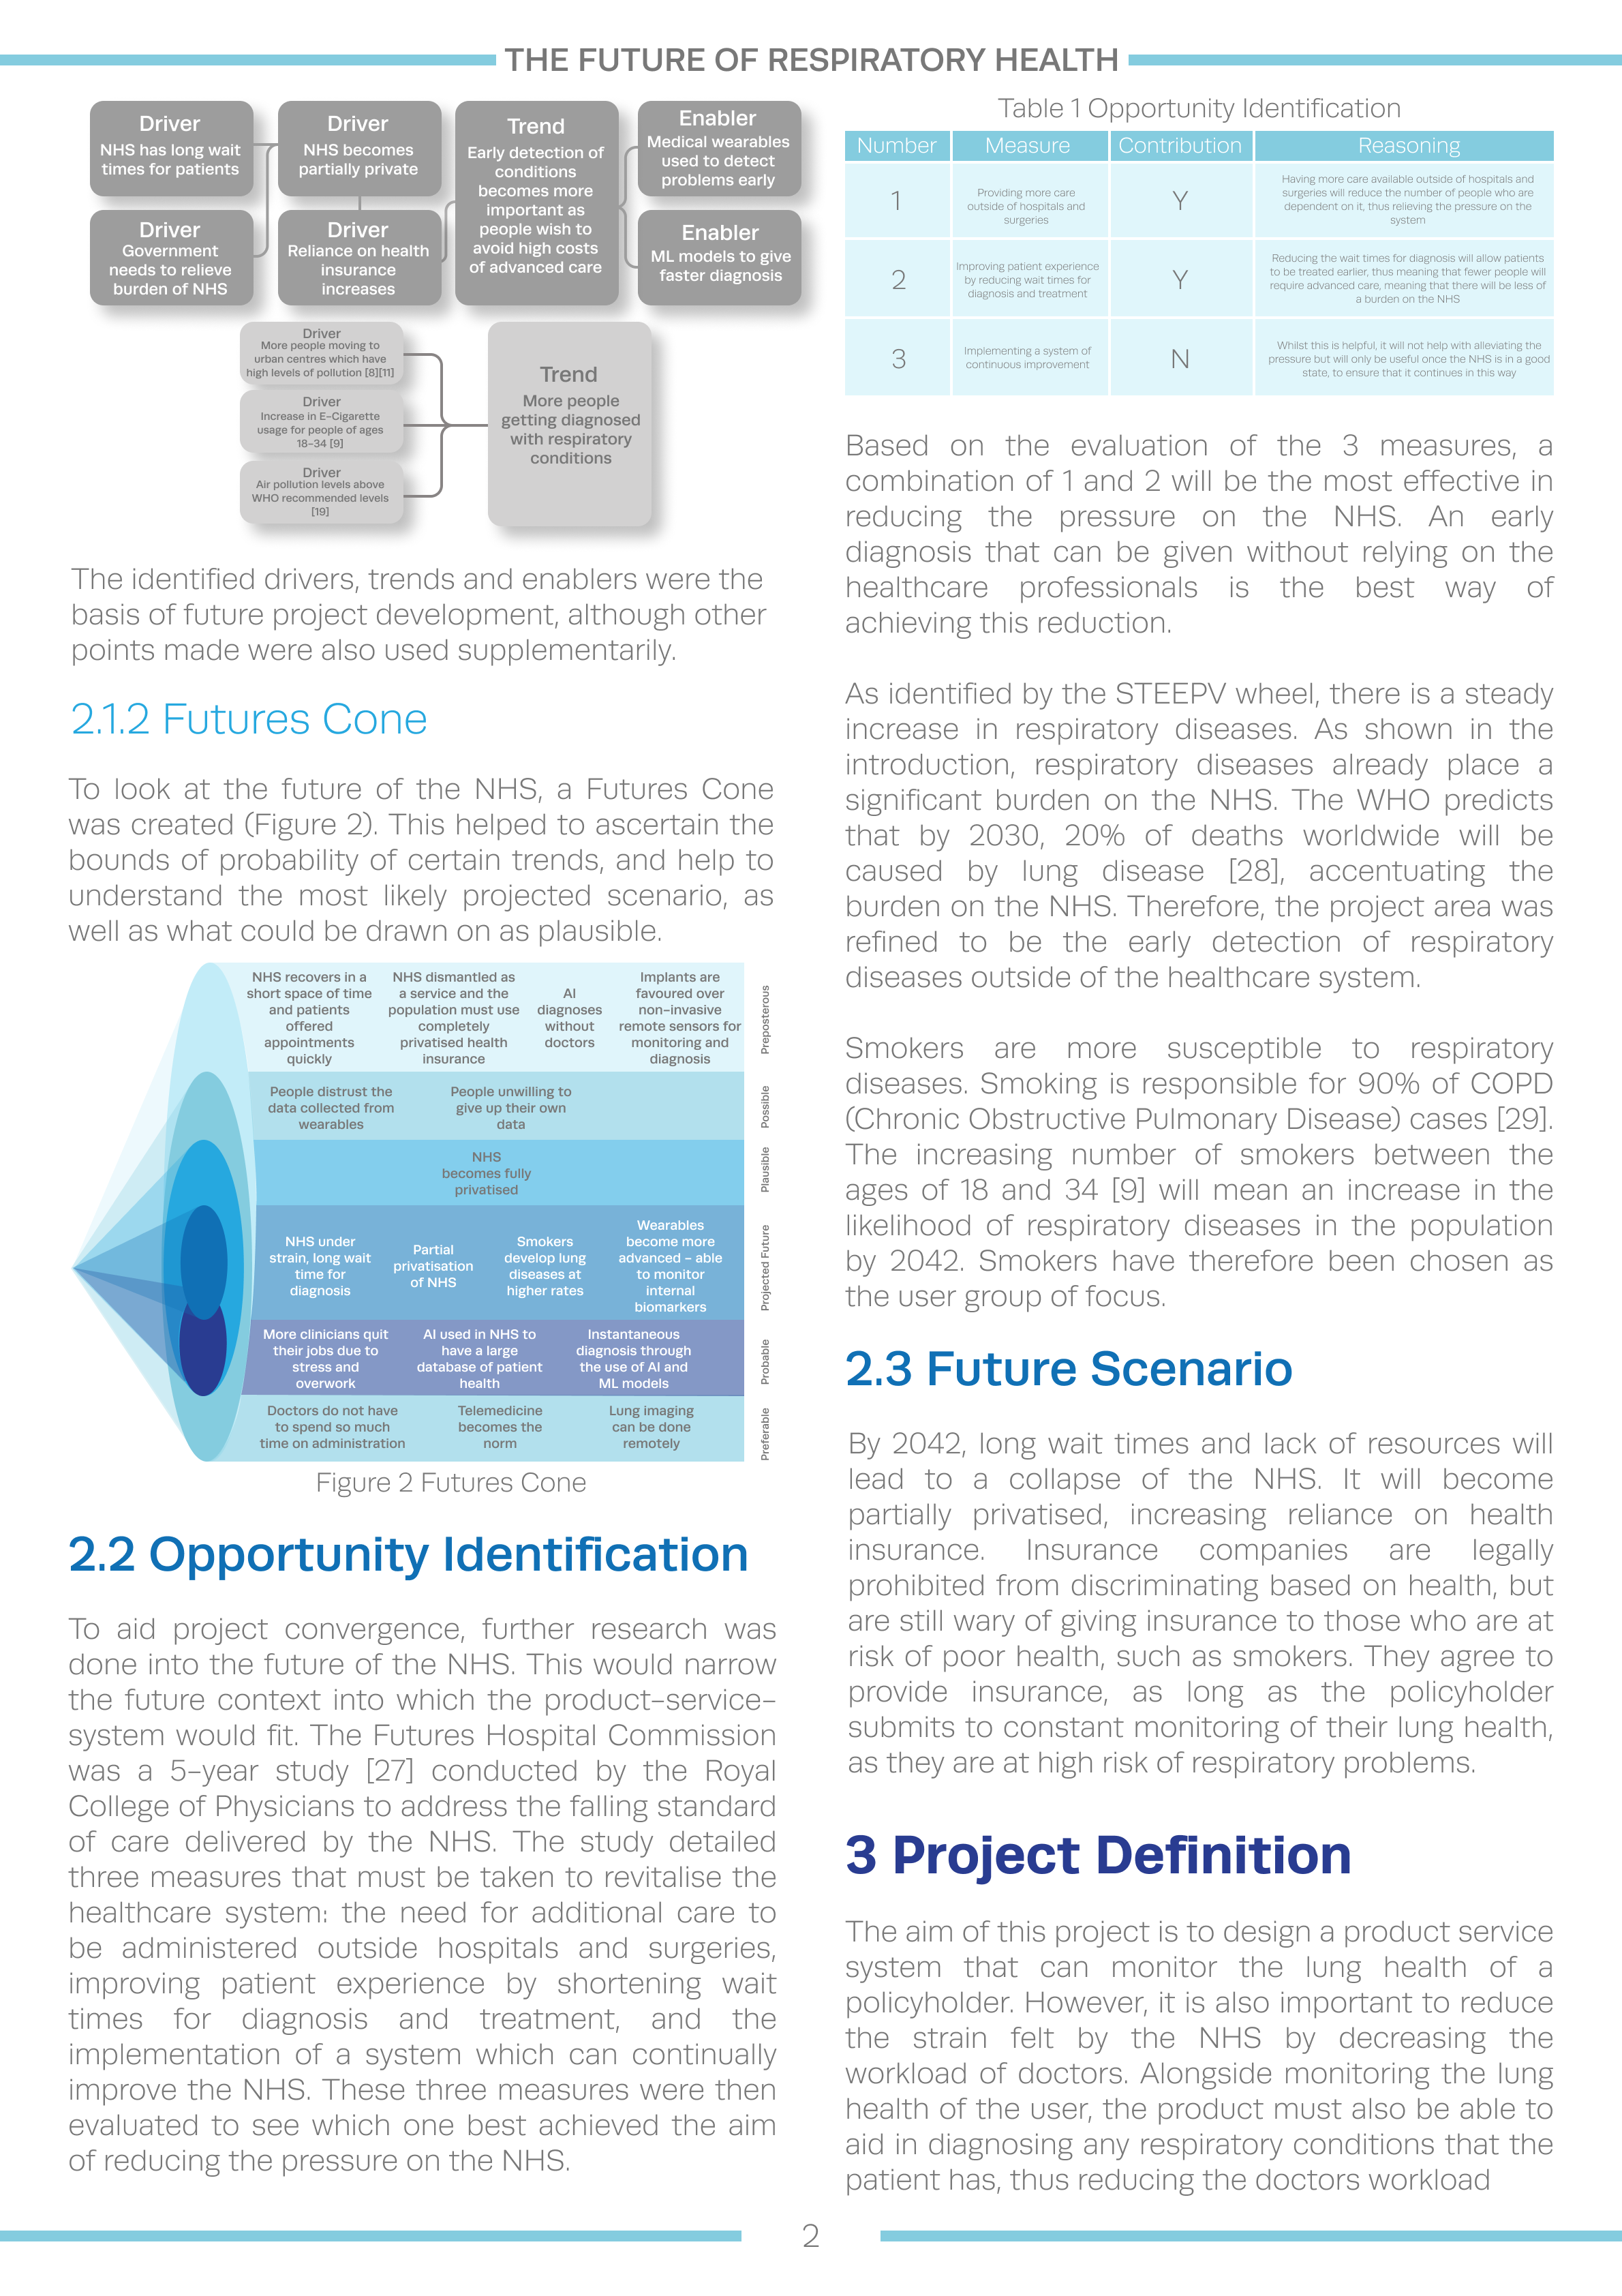 THE FUTURE OF RESPIRATORY HEALTH
Driver
NHS has long wait
times for patients
Driver
Government
needs to relieve
burden of NHS
Driver
NHS becomes
partially private
Driver
Reliance on health
insurance
increases
Trend
Early detection of
conditions
becomes more
important as
people wish to
avoid high costs
of advanced care
Enabler
Medical wearables
used to detect
problems early
Enabler
ML models to give
faster diagnosis
Driver
More people moving to
urban centres which have
high levels of pollution [8][11]
Driver
Increase in E-Cigarette
usage for people of ages
18-34 [9]
Driver
Air pollution levels above
WHO recommended levels
[19]
Trend
More people
getting diagnosed
with respiratory
conditions
The identified drivers, trends and enablers were the
basis of future project development, although other
points made were also used supplementarily.
2.1.2 Futures Cone
To look at the future of the NHS, a Futures Cone
was created (Figure 2). This helped to ascertain the
bounds of probability of certain trends, and help to
understand the most likely projected scenario, as
well as what could be drawn on as plausible.
NHS recovers in a
short space of time
and patients
offered
appointments
quickly
NHS dismantled as
a service and the
population must use
completely
privatised health
insurance
AI
diagnoses
without
doctors
Implants are
favoured over
non-invasive
remote sensors for
monitoring and
diagnosis
Preposterous
People distrust the
data collected from
wearables
People unwilling to
give up their own
data
Possible
NHS
becomes fully
privatised
Plausible
NHS under
strain, long wait
time for
diagnosis
Partial
privatisation
of NHS
Smokers
develop lung
diseases at
higher rates
Wearables
become more
advanced - able
to monitor
internal
biomarkers
Projected Future
More clinicians quit
their jobs due to
stress and
overwork
AI used in NHS to
have a large
database of patient
health
Instantaneous
diagnosis through
the use of AI and
ML models
Probable
Doctors do not have
to spend so much
time on administration
Telemedicine
becomes the
norm
Lung imaging
can be done
remotely
Preferable
Figure 2 Futures Cone
2.2 Opportunity Identification
To aid project convergence, further research was
done into the future of the NHS. This would narrow
the future context into which the product-service-
system would fit. The Futures Hospital Commission
was a 5-year study [27] conducted by the Royal
College of Physicians to address the falling standard
of care delivered by the NHS. The study detailed
three measures that must be taken to revitalise the
healthcare system: the need for additional care to
be administered outside hospitals and surgeries,
improving patient experience by shortening wait
times for diagnosis and treatment, and the
implementation of a system which can continually
improve the NHS. These three measures were then
evaluated to see which one best achieved the aim
of reducing the pressure on the NHS.
Table 1 Opportunity Identification
Number Measure Contribution Reasoning
1
Providing more care
outside of hospitals and
surgeries
Y
Having more care available outside of hospitals and
surgeries will reduce the number of people who are
dependent on it, thus relieving the pressure on the
system
2
Improving patient experience
by reducing wait times for
diagnosis and treatment
Y
Reducing the wait times for diagnosis will allow patients
to be treated earlier, thus meaning that fewer people will
require advanced care, meaning that there will be less of
a burden on the NHS
3
Implementing a system of
continuous improvement
N
Whilst this is helpful, it will not help with alleviating the
pressure but will only be useful once the NHS is in a good
state, to ensure that it continues in this way
Based on the evaluation of the 3 measures, a
combination of 1 and 2 will be the most effective in
reducing the pressure on the NHS. An early
diagnosis that can be given without relying on the
healthcare professionals is the best way of
achieving this reduction.
As identified by the STEEPV wheel, there is a steady
increase in respiratory diseases. As shown in the
introduction, respiratory diseases already place a
significant burden on the NHS. The WHO predicts
that by 2030, 20% of deaths worldwide will be
caused by lung disease [28], accentuating the
burden on the NHS. Therefore, the project area was
refined to be the early detection of respiratory
diseases outside of the healthcare system.
Smokers are more susceptible to respiratory
diseases. Smoking is responsible for 90% of COPD
(Chronic Obstructive Pulmonary Disease) cases [29].
The increasing number of smokers between the
ages of 18 and 34 [9] will mean an increase in the
likelihood of respiratory diseases in the population
by 2042. Smokers have therefore been chosen as
the user group of focus.
2.3 Future Scenario
By 2042, long wait times and lack of resources will
lead to a collapse of the NHS. It will become
partially privatised, increasing reliance on health
insurance. Insurance companies are legally
prohibited from discriminating based on health, but
are still wary of giving insurance to those who are at
risk of poor health, such as smokers. They agree to
provide insurance, as long as the policyholder
submits to constant monitoring of their lung health,
as they are at high risk of respiratory problems.
3 Project Definition
The aim of this project is to design a product service
system that can monitor the lung health of a
policyholder. However, it is also important to reduce
the strain felt by the NHS by decreasing the
workload of doctors. Alongside monitoring the lung
health of the user, the product must also be able to
aid in diagnosing any respiratory conditions that the
patient has, thus reducing the doctors workload
2